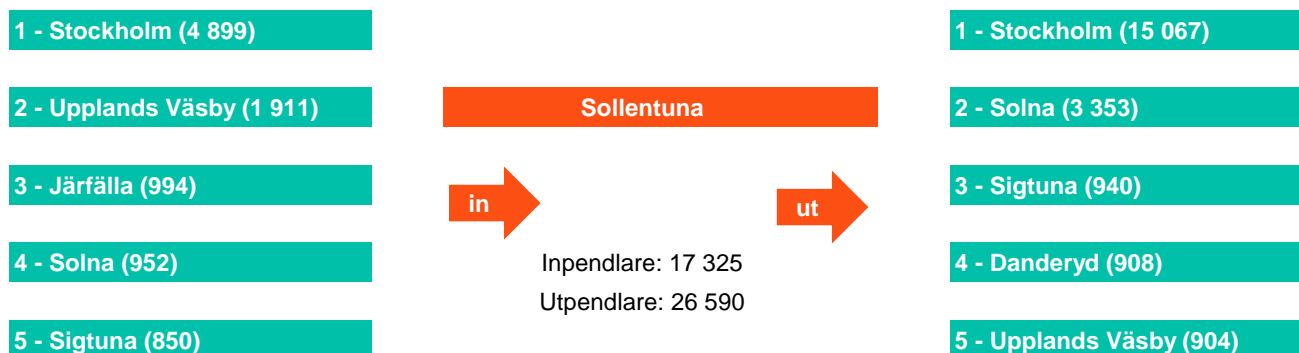 1 - Stockholm (4 899)
2 - Upplands Väsby (1 911)
3 - Järfälla (994)
4 - Solna (952)
5 - Sigtuna (850)
Sollentuna
in
ut
Inpendlare: 17 325
Utpendlare: 26 590
1 - Stockholm (15 067)
2 - Solna (3 353)
3 - Sigtuna (940)
4 - Danderyd (908)
5 - Upplands Väsby (904)